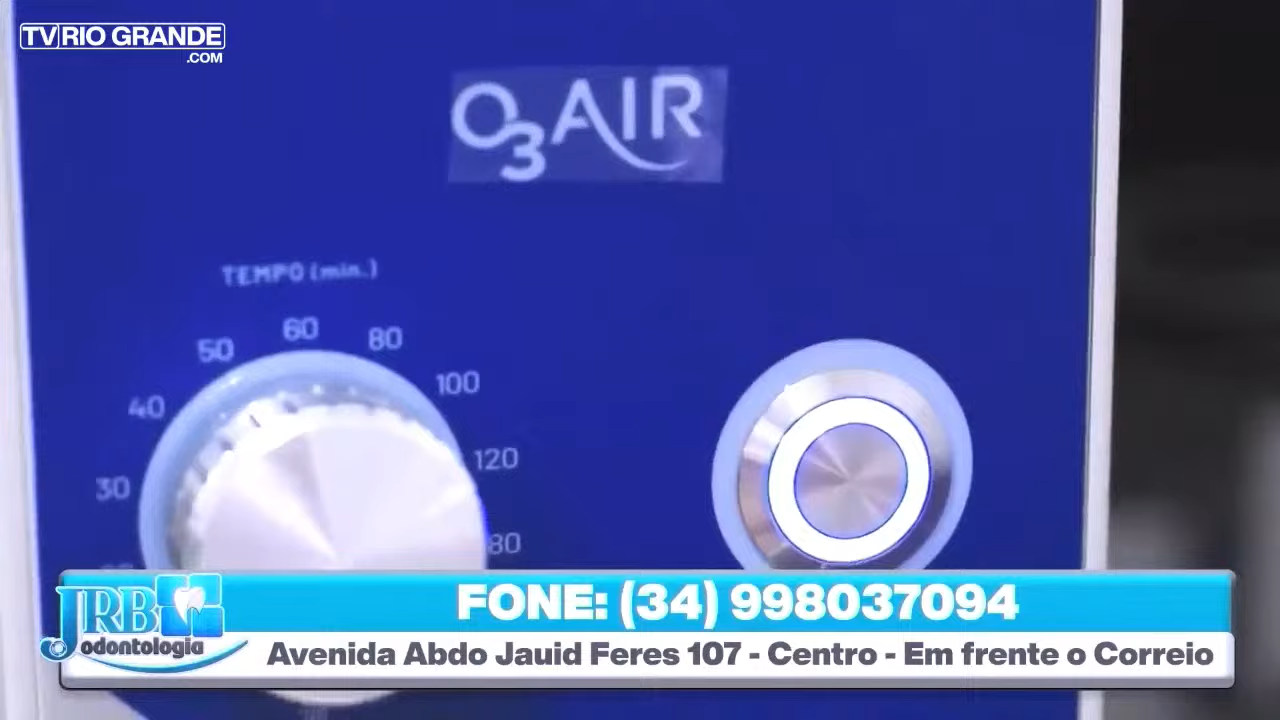 TV RIO GRANDE
.COM
O3AIR
TEMPO (min.)
60
50
80
40
100
30
120
80
FONE: (34) 998037094
JRB
odontologia
Avenida Abdo Jauid Feres 107 - Centro - Em frente o Correio